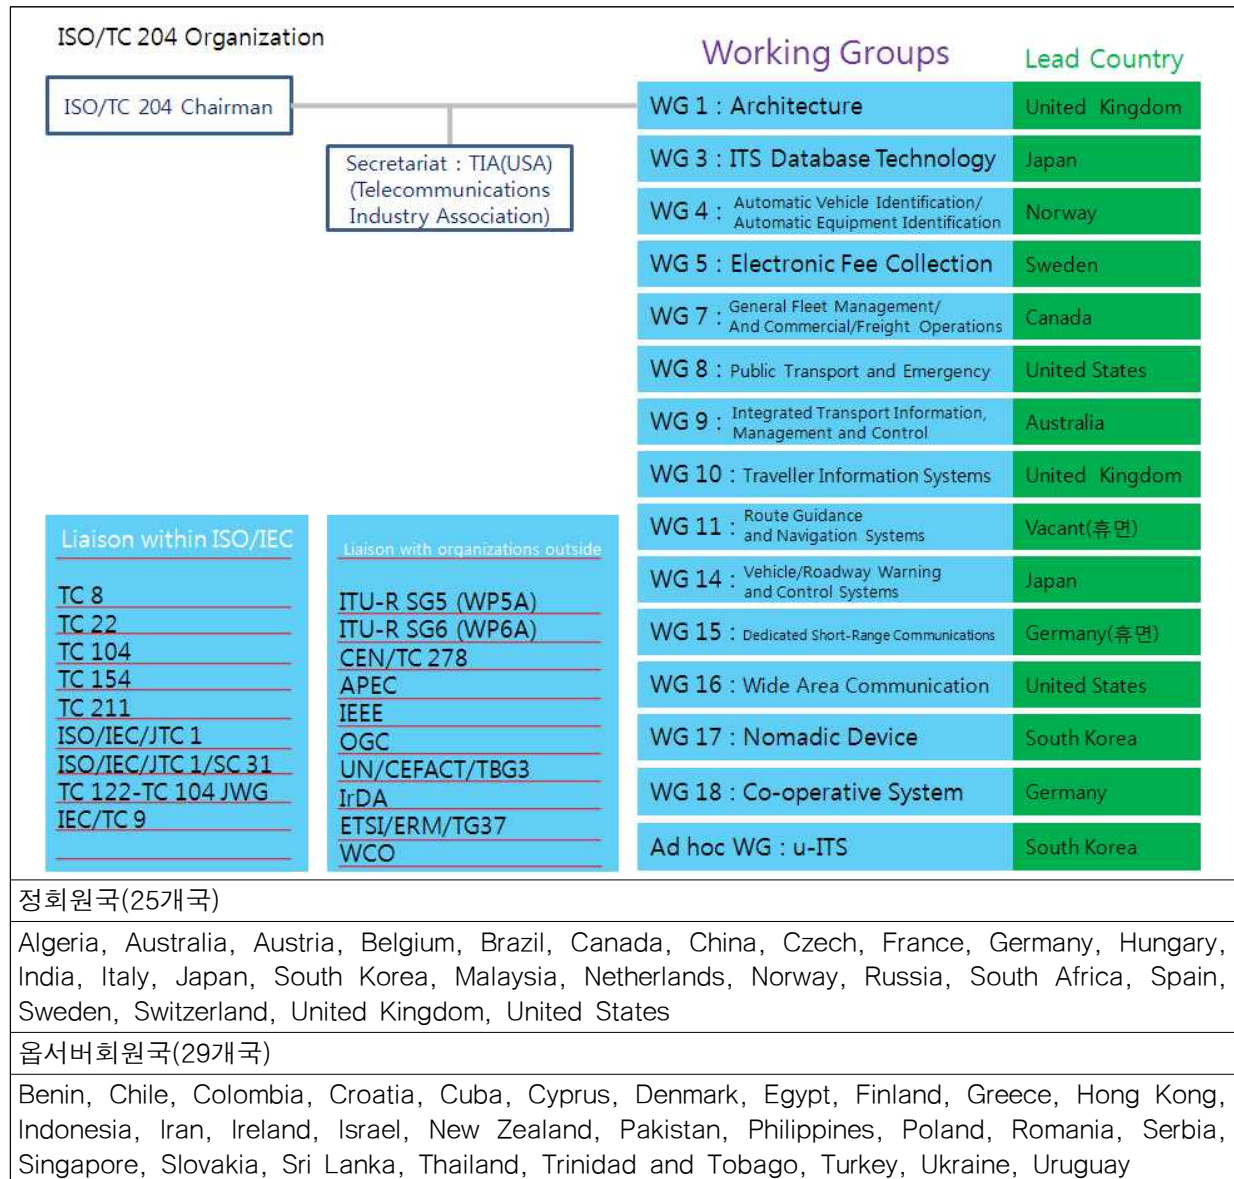 ISO/TC 204 Organization
ISO/TC 204 Chairman
Secretariat : TIA(USA)
(Telecommunications
Industry Association)
Working Groups
Lead Country
WG 1 : Architecture
United Kingdom
WG 3 : ITS Database Technology
Japan
WG 4 : Automatic Vehicle Identification/
Automatic Equipment Identification
Norway
WG 5 : Electronic Fee Collection
Sweden
WG 7 : General Fleet Management/
And Commercial/Freight Operations
Canada
WG 8 : Public Transport and Emergency
United States
WG 9 : Integrated Transport Information,
Management and Control
Australia
WG 10 : Traveller Information Systems
United Kingdom
WG 11 : Route Guidance
and Navigation Systems
Vacant(휴면)
WG 14 : Vehicle/Roadway Warning
and Control Systems
Japan
WG 15 : Dedicated Short-Range Communications
Germany(휴면)
WG 16 : Wide Area Communication
United States
WG 17 : Nomadic Device
South Korea
WG 18 : Co-operative System
Germany
Ad hoc WG : u-ITS
South Korea
Liaison within ISO/IEC
TC 8
TC 22
TC 104
TC 154
TC 211
ISO/IEC/JTC 1
ISO/IEC/JTC 1/SC 31
TC 122-TC 104 JWG
IEC/TC 9
Liaison with organizations outside
ITU-R SG5 (WP5A)
ITU-R SG6 (WP6A)
CEN/TC 278
APEC
IEEE
OGC
UN/CEFACT/TBG3
IrDA
ETSI/ERM/TG37
WCO
정회원국(25개국)
Algeria, Australia, Austria, Belgium, Brazil, Canada, China, Czech, France, Germany, Hungary,
India, Italy, Japan, South Korea, Malaysia, Netherlands, Norway, Russia, South Africa, Spain,
Sweden, Switzerland, United Kingdom, United States
옵서버회원국(29개국)
Benin, Chile, Colombia, Croatia, Cuba, Cyprus, Denmark, Egypt, Finland, Greece, Hong Kong,
Indonesia, Iran, Ireland, Israel, New Zealand, Pakistan, Philippines, Poland, Romania, Serbia,
Singapore, Slovakia, Sri Lanka, Thailand, Trinidad and Tobago, Turkey, Ukraine, Uruguay